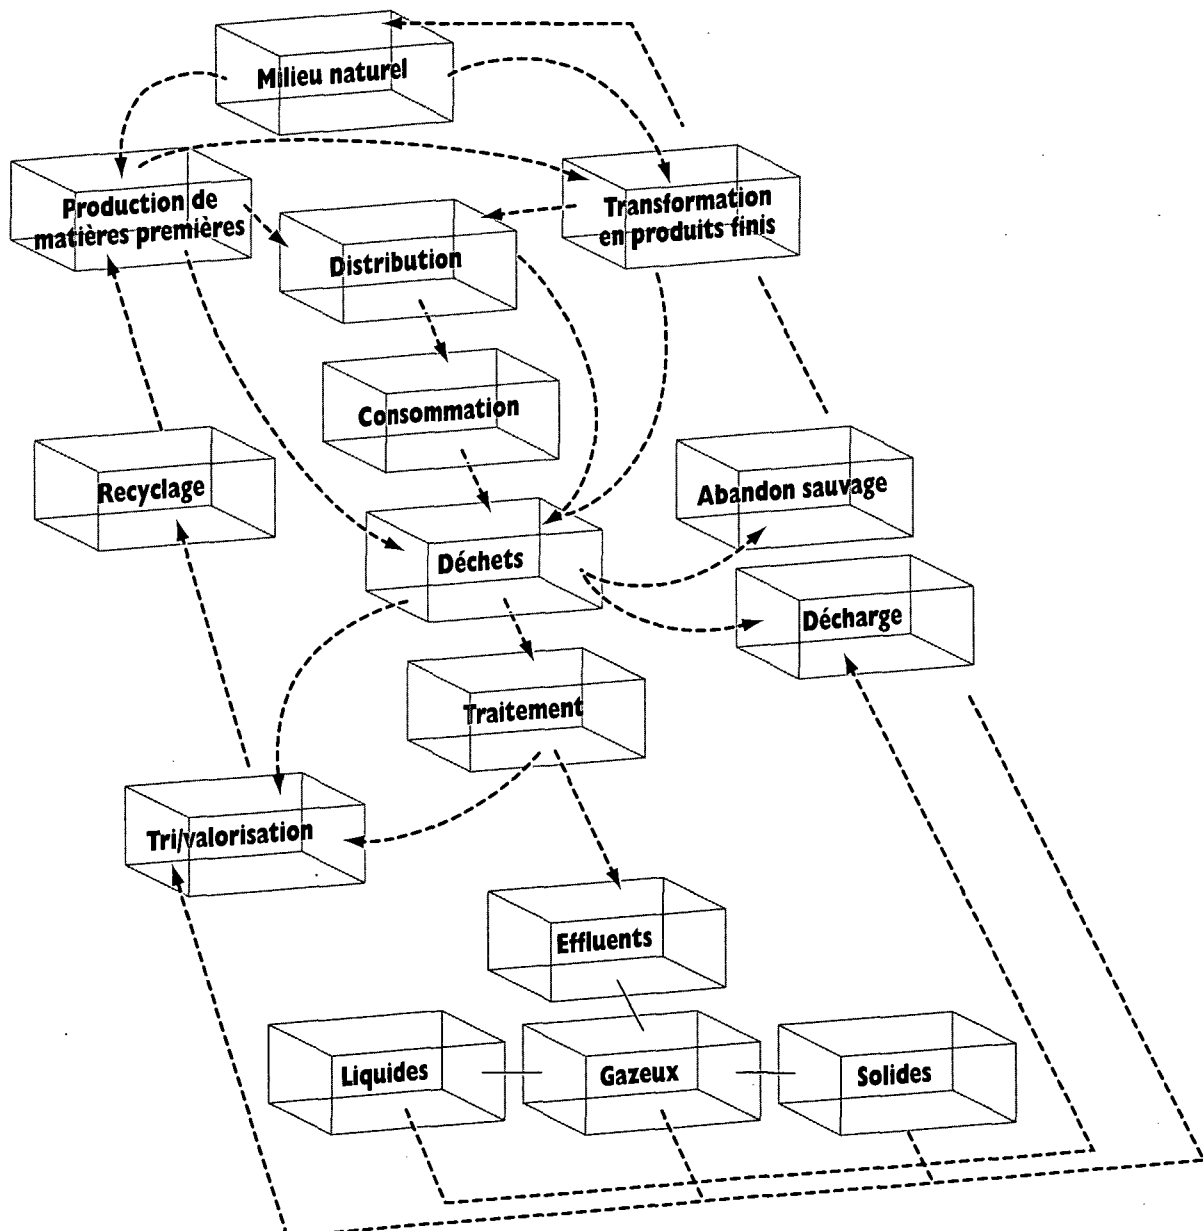 Milieu naturel
Production de
matières premières
Transformation
en produits finis
Distribution
Consommation
Recyclage
Abandon sauvage
Déchets
Décharge
Traitement
Tri/valorisation
Effluents
Liquides
Gazeux
Solides